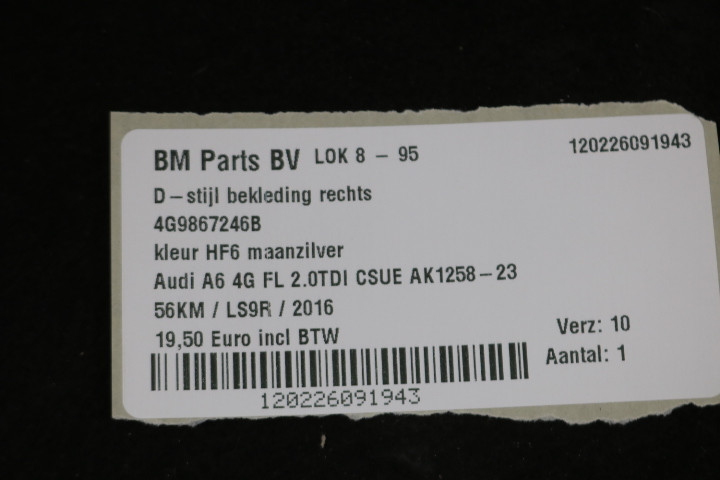 BM Parts BV LOK 8 - 95 120226091943
D-stijl bekleding rechts
4G9867246B
kleur HF6 maanzilver
Audi A6 4G FL 2.0TDI CSUE AK1258-23
56KM / LS9R / 2016
Verz: 10
19,50 Euro incl BTW
Aantal: 1
120226091943